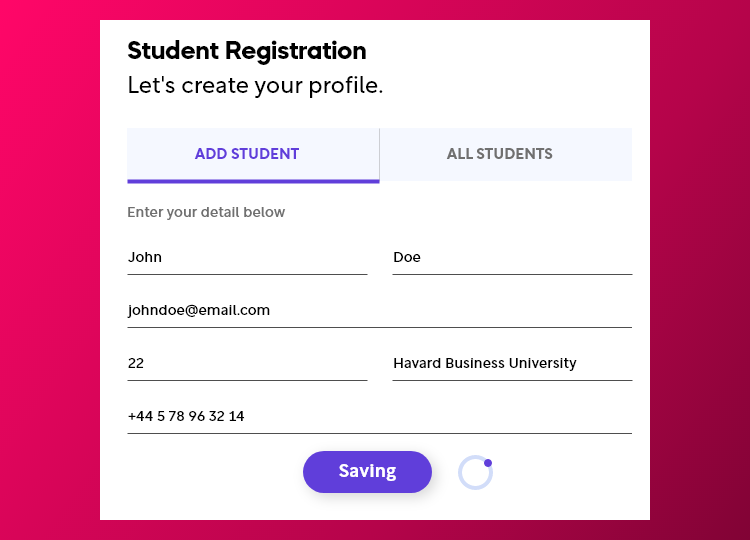 Student Registration
Let's create your profile.
ADD STUDENT
ALL STUDENTS
Enter your detail below
John
Doe
johndoe@email.com
22
Havard Business University
+44 5 78 96 32 14
Saving